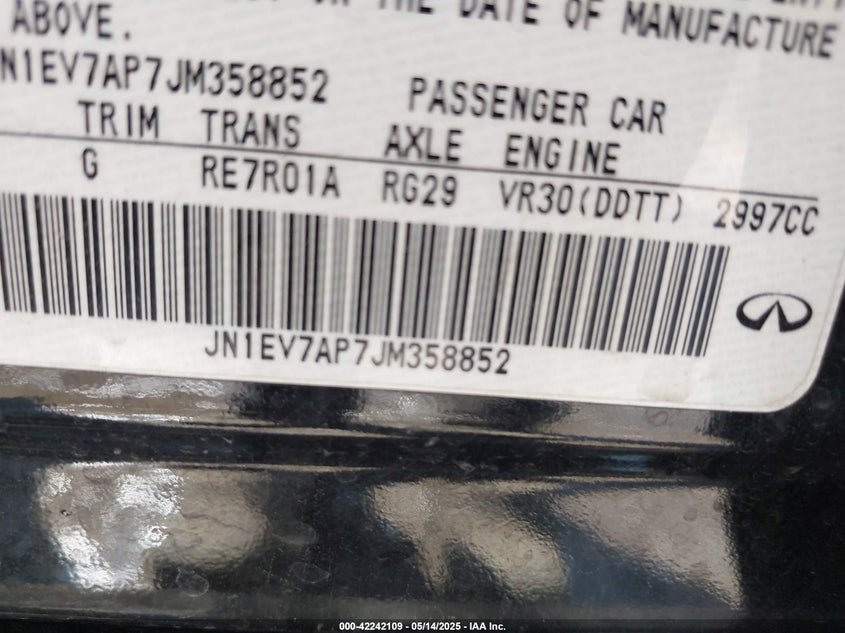 THE DATE OF MANUFACTURE
ABOVE.
N1EV7AP7JM358852 PASSENGER CAR
TRIM TRANS AXLE ENGINE
G RE7R01A RG29 VR30(DDTT) 2997CC
JN1EV7AP7JM358852
000-42242109 - 05/14/2025 - IAA Inc.